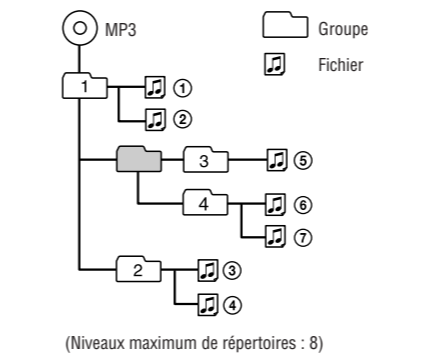 MP3
Groupe
Fichier
1
①
②
3
⑤
4
⑥
⑦
2
③
④
(Niveaux maximum de répertoires : 8)